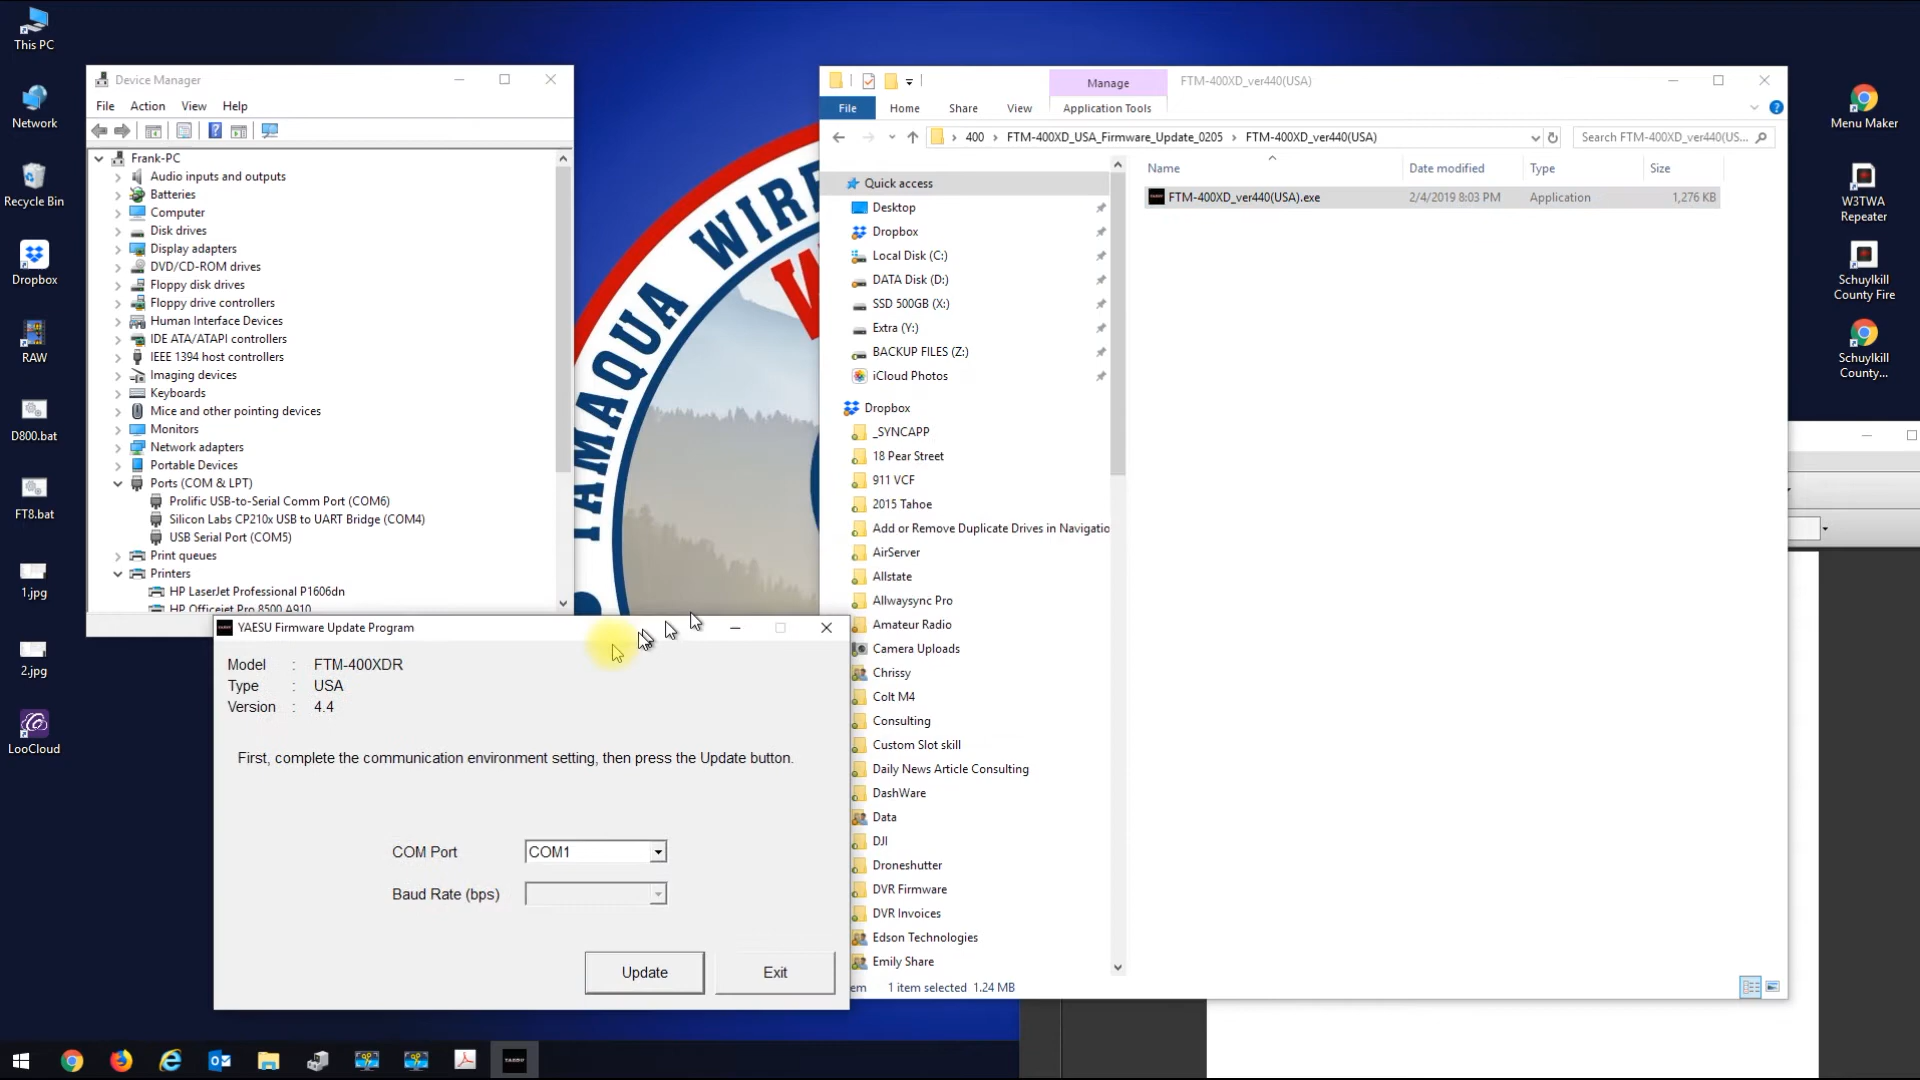 This PC
Network
Recycle Bin
Dropbox
RAW
D800.bat
FT8.bat
1.jpg
2.jpg
LooCloud
Device Manager
File Action View Help
Frank-PC
Audio inputs and outputs
Batteries
Computer
Disk drives
Display adapters
DVD/CD-ROM drives
Floppy disk drives
Floppy drive controllers
Human Interface Devices
IDE ATA/ATAPI controllers
IEEE 1394 host controllers
Imaging devices
Keyboards
Mice and other pointing devices
Monitors
Network adapters
Portable Devices
Ports (COM & LPT)
Prolific USB-to-Serial Comm Port (COM6)
Silicon Labs CP210x USB to UART Bridge (COM4)
USB Serial Port (COM5)
Print queues
Printers
HP LaserJet Professional P1606dn
HP Officejet Pro 8500 A910
TAMAQUA WIRE
YAESU Firmware Update Program
Model : FTM-400XDR
Type : USA
Version : 4.4
First, complete the communication environment setting, then press the Update button.
COM Port COM1
Baud Rate (bps)
Update Exit
Manage FTM-400XD_ver440(USA)
File Home Share View Application Tools
400 › FTM-400XD_USA_Firmware_Update_0205 › FTM-400XD_ver440(USA)
Search FTM-400XD_ver440(US...
Name Date modified Type Size
FTM-400XD_ver440(USA).exe 2/4/2019 8:03 PM Application 1,276 KB
Quick access
Desktop
Dropbox
Local Disk (C:)
DATA Disk (D:)
SSD 500GB (X:)
Extra (Y:)
BACKUP FILES (Z:)
iCloud Photos
Dropbox
_SYNCAPP
18 Pear Street
911 VCF
2015 Tahoe
Add or Remove Duplicate Drives in Navigatio
AirServer
Allstate
Allwaysync Pro
Amateur Radio
Camera Uploads
Chrissy
Colt M4
Consulting
Custom Slot skill
Daily News Article Consulting
DashWare
Data
DJI
Droneshutter
DVR Firmware
DVR Invoices
Edson Technologies
Emily Share
em 1 item selected 1.24 MB
Menu Maker
W3TWA
Repeater
Schuylkill
County Fire
Schuylkill
County...